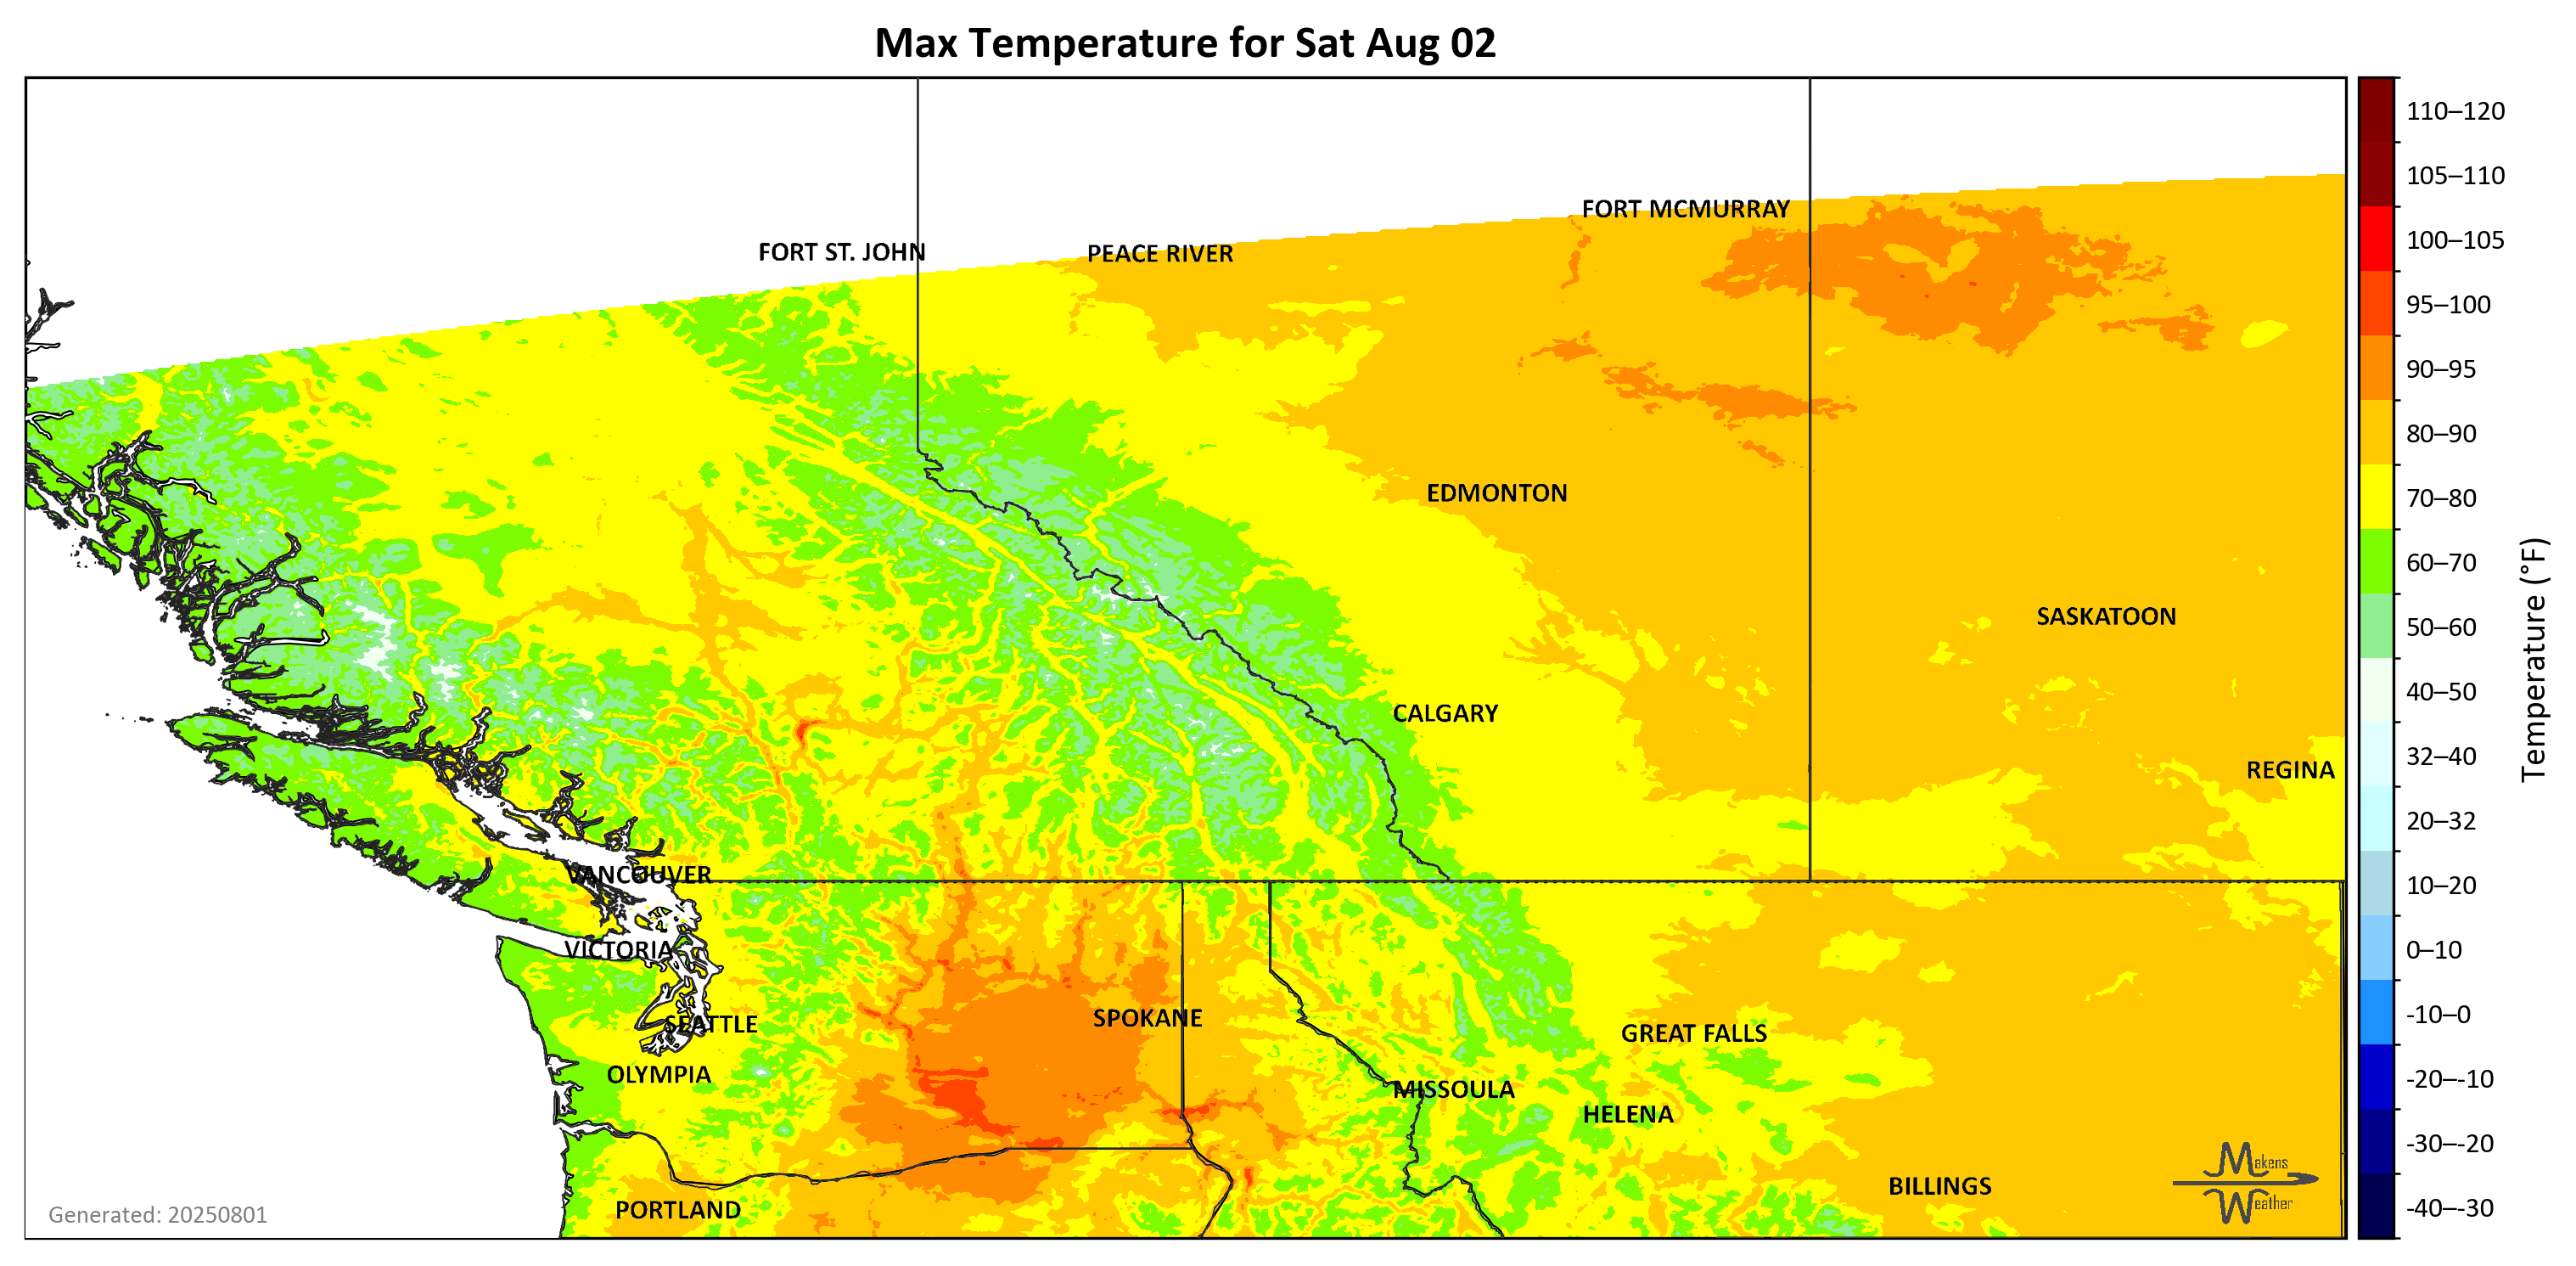 Max Temperature for Sat Aug 02
110–120
105–110
FORT MCMURRAY
100–105
FORT ST. JOHN
PEACE RIVER
95–100
90–95
80–90
EDMONTON
70–80
60–70
SASKATOON
50–60
40–50
CALGARY
32–40
REGINA
20–32
VANCOUVER
10–20
VICTORIA
0–10
SPOKANE
-10–0
SEATTLE
GREAT FALLS
OLYMPIA
-20–-10
MISSOULA
HELENA
-30–-20
Makens
Weather
BILLINGS
PORTLAND
-40–-30
Generated: 20250801
Temperature (°F)